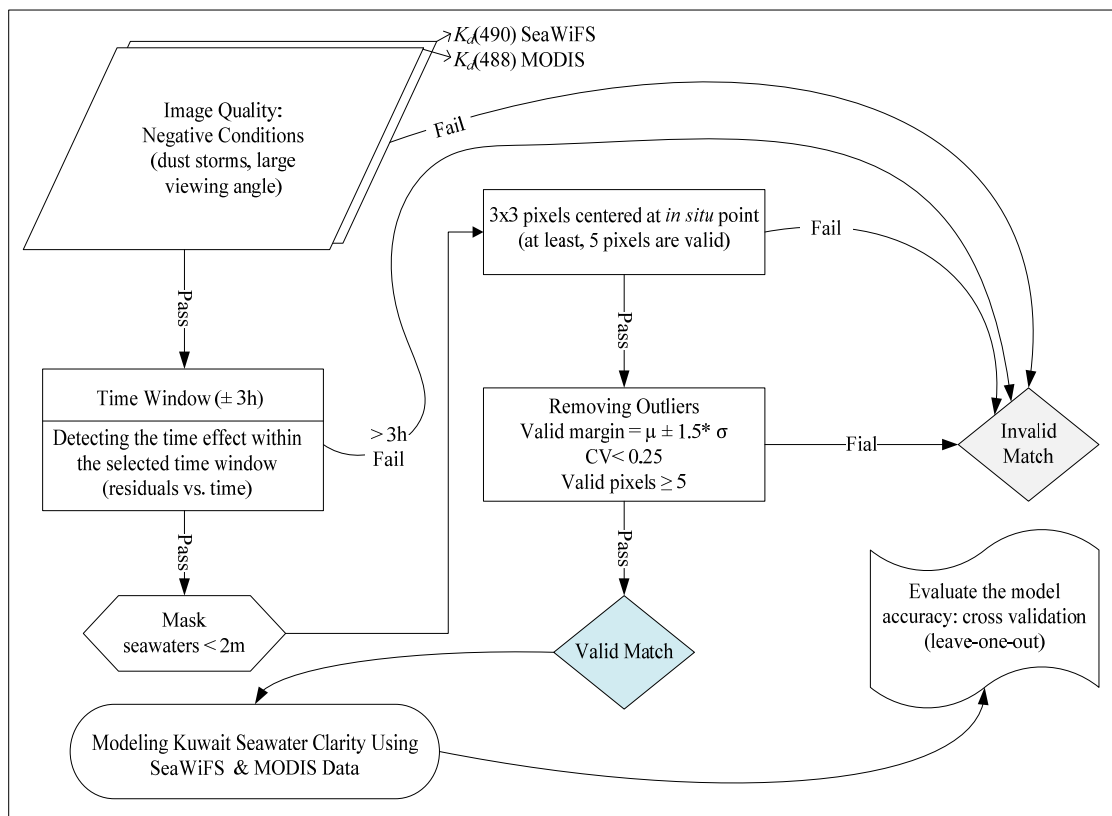 K_d(490) SeaWiFS
K_d(488) MODIS
Image Quality:
Negative Conditions
(dust storms, large
viewing angle)
Fail
Pass
Time Window (± 3h)
Detecting the time effect within
the selected time window
(residuals vs. time)
> 3h
Fail
Pass
Mask
seawaters < 2m
3x3 pixels centered at in situ point
(at least, 5 pixels are valid)
Fail
Pass
Removing Outliers
Valid margin = μ ± 1.5* σ
CV< 0.25
Valid pixels ≥ 5
Fial
Invalid
Match
Pass
Valid Match
Modeling Kuwait Seawater Clarity Using
SeaWiFS & MODIS Data
Evaluate the model
accuracy: cross validation
(leave-one-out)